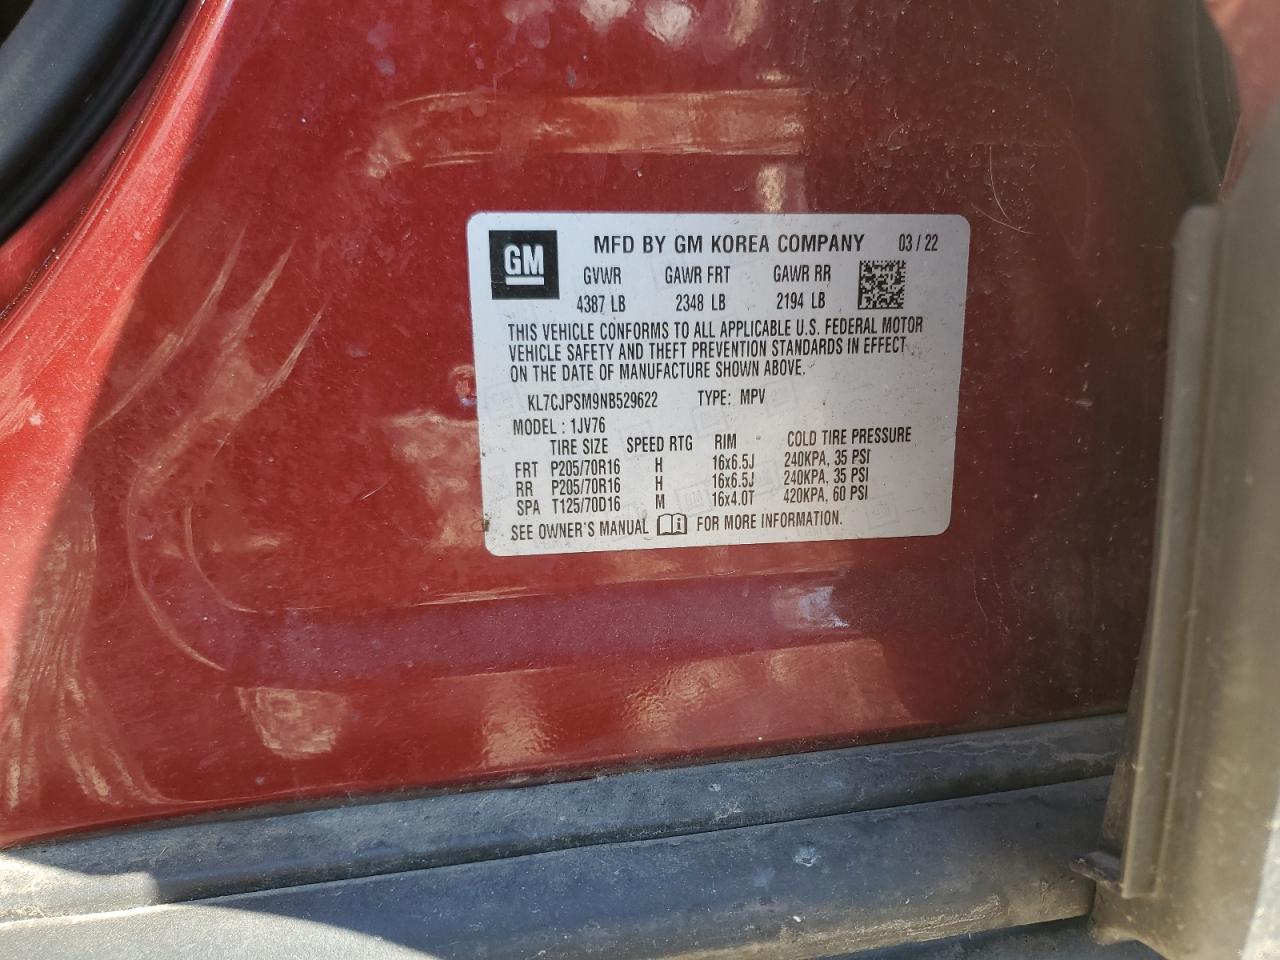 GM MFD BY GM KOREA COMPANY 03 / 22
GVWR GAWR FRT GAWR RR
4387 LB 2348 LB 2194 LB
THIS VEHICLE CONFORMS TO ALL APPLICABLE U.S. FEDERAL MOTOR
VEHICLE SAFETY AND THEFT PREVENTION STANDARDS IN EFFECT
ON THE DATE OF MANUFACTURE SHOWN ABOVE.
KL7CJPSM9NB529622 TYPE: MPV
MODEL : 1JV76
TIRE SIZE SPEED RTG RIM COLD TIRE PRESSURE
FRT P205/70R16 H 16x6.5J 240KPA, 35 PSI
RR P205/70R16 H 16x6.5J 240KPA, 35 PSI
SPA T125/70D16 M 16x4.0T 420KPA, 60 PSI
SEE OWNER'S MANUAL FOR MORE INFORMATION.